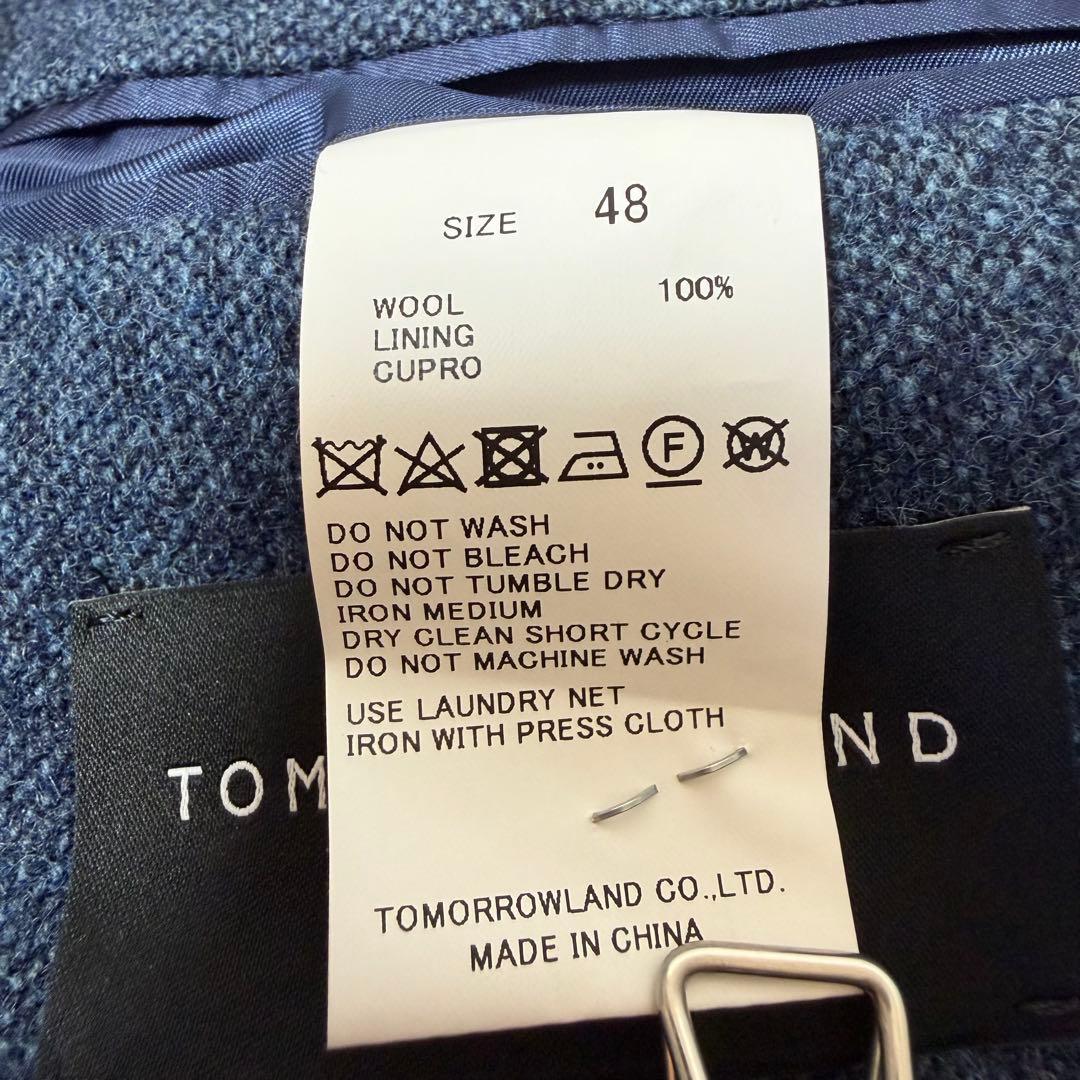 SIZE 48
WOOL 100%
LINING
CUPRO
F W
DO NOT WASH
DO NOT BLEACH
DO NOT TUMBLE DRY
IRON MEDIUM
DRY CLEAN SHORT CYCLE
DO NOT MACHINE WASH
USE LAUNDRY NET
IRON WITH PRESS CLOTH
TOM ND
TOMORROWLAND CO.,LTD.
MADE IN CHINA